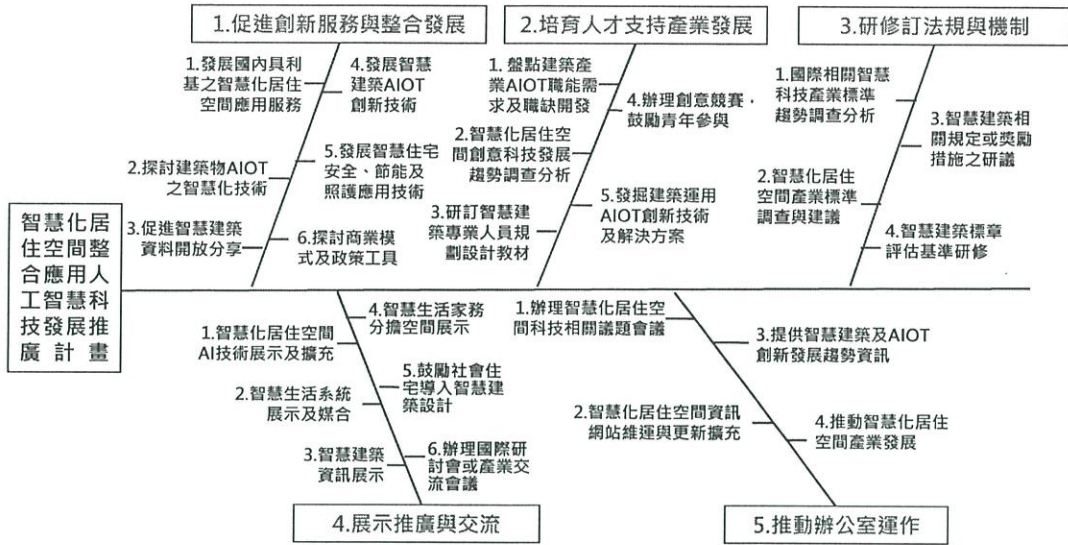 1.促進創新服務與整合發展
1.發展國內具利
基之智慧化居住
空間應用服務
2.探討建築物AIOT
之智慧化技術
3.促進智慧建築
資料開放分享
4.發展智慧
建築AIOT
創新技術
5.發展智慧住宅
安全、節能及
照護應用技術
6.探討商業模
式及政策工具
2.培育人才支持產業發展
1. 盤點建築產
業AIOT職能需
求及職缺開發
2.智慧化居住空
間創意科技發展
趨勢調查分析
3.研訂智慧建
築專業人員規
劃設計教材
4.辦理創意競賽，
鼓勵青年參與
5.發掘建築運用
AIOT創新技術
及解決方案
3.研修訂法規與機制
1.國際相關智慧
科技產業標準
趨勢調查分析
2.智慧化居住
空間產業標準
調查與建議
3.智慧建築相
關規定或獎勵
措施之研議
4.智慧建築標章
評估基準研修
智慧化居
住空間整
合應用人
工智慧科
技發展推
廣計畫
1.智慧化居住空間
AI技術展示及擴充
2.智慧生活系統
展示及媒合
3.智慧建築
資訊展示
4.智慧生活家務
分擔空間展示
5.鼓勵社會住
宅導入智慧建
築設計
6.辦理國際研
討會或產業交
流會議
4.展示推廣與交流
1.辦理智慧化居住空
間科技相關議題會議
2.智慧化居住空間資訊
網站維運與更新擴充
3.提供智慧建築及AIOT
創新發展趨勢資訊
4.推動智慧化居住
空間產業發展
5.推動辦公室運作